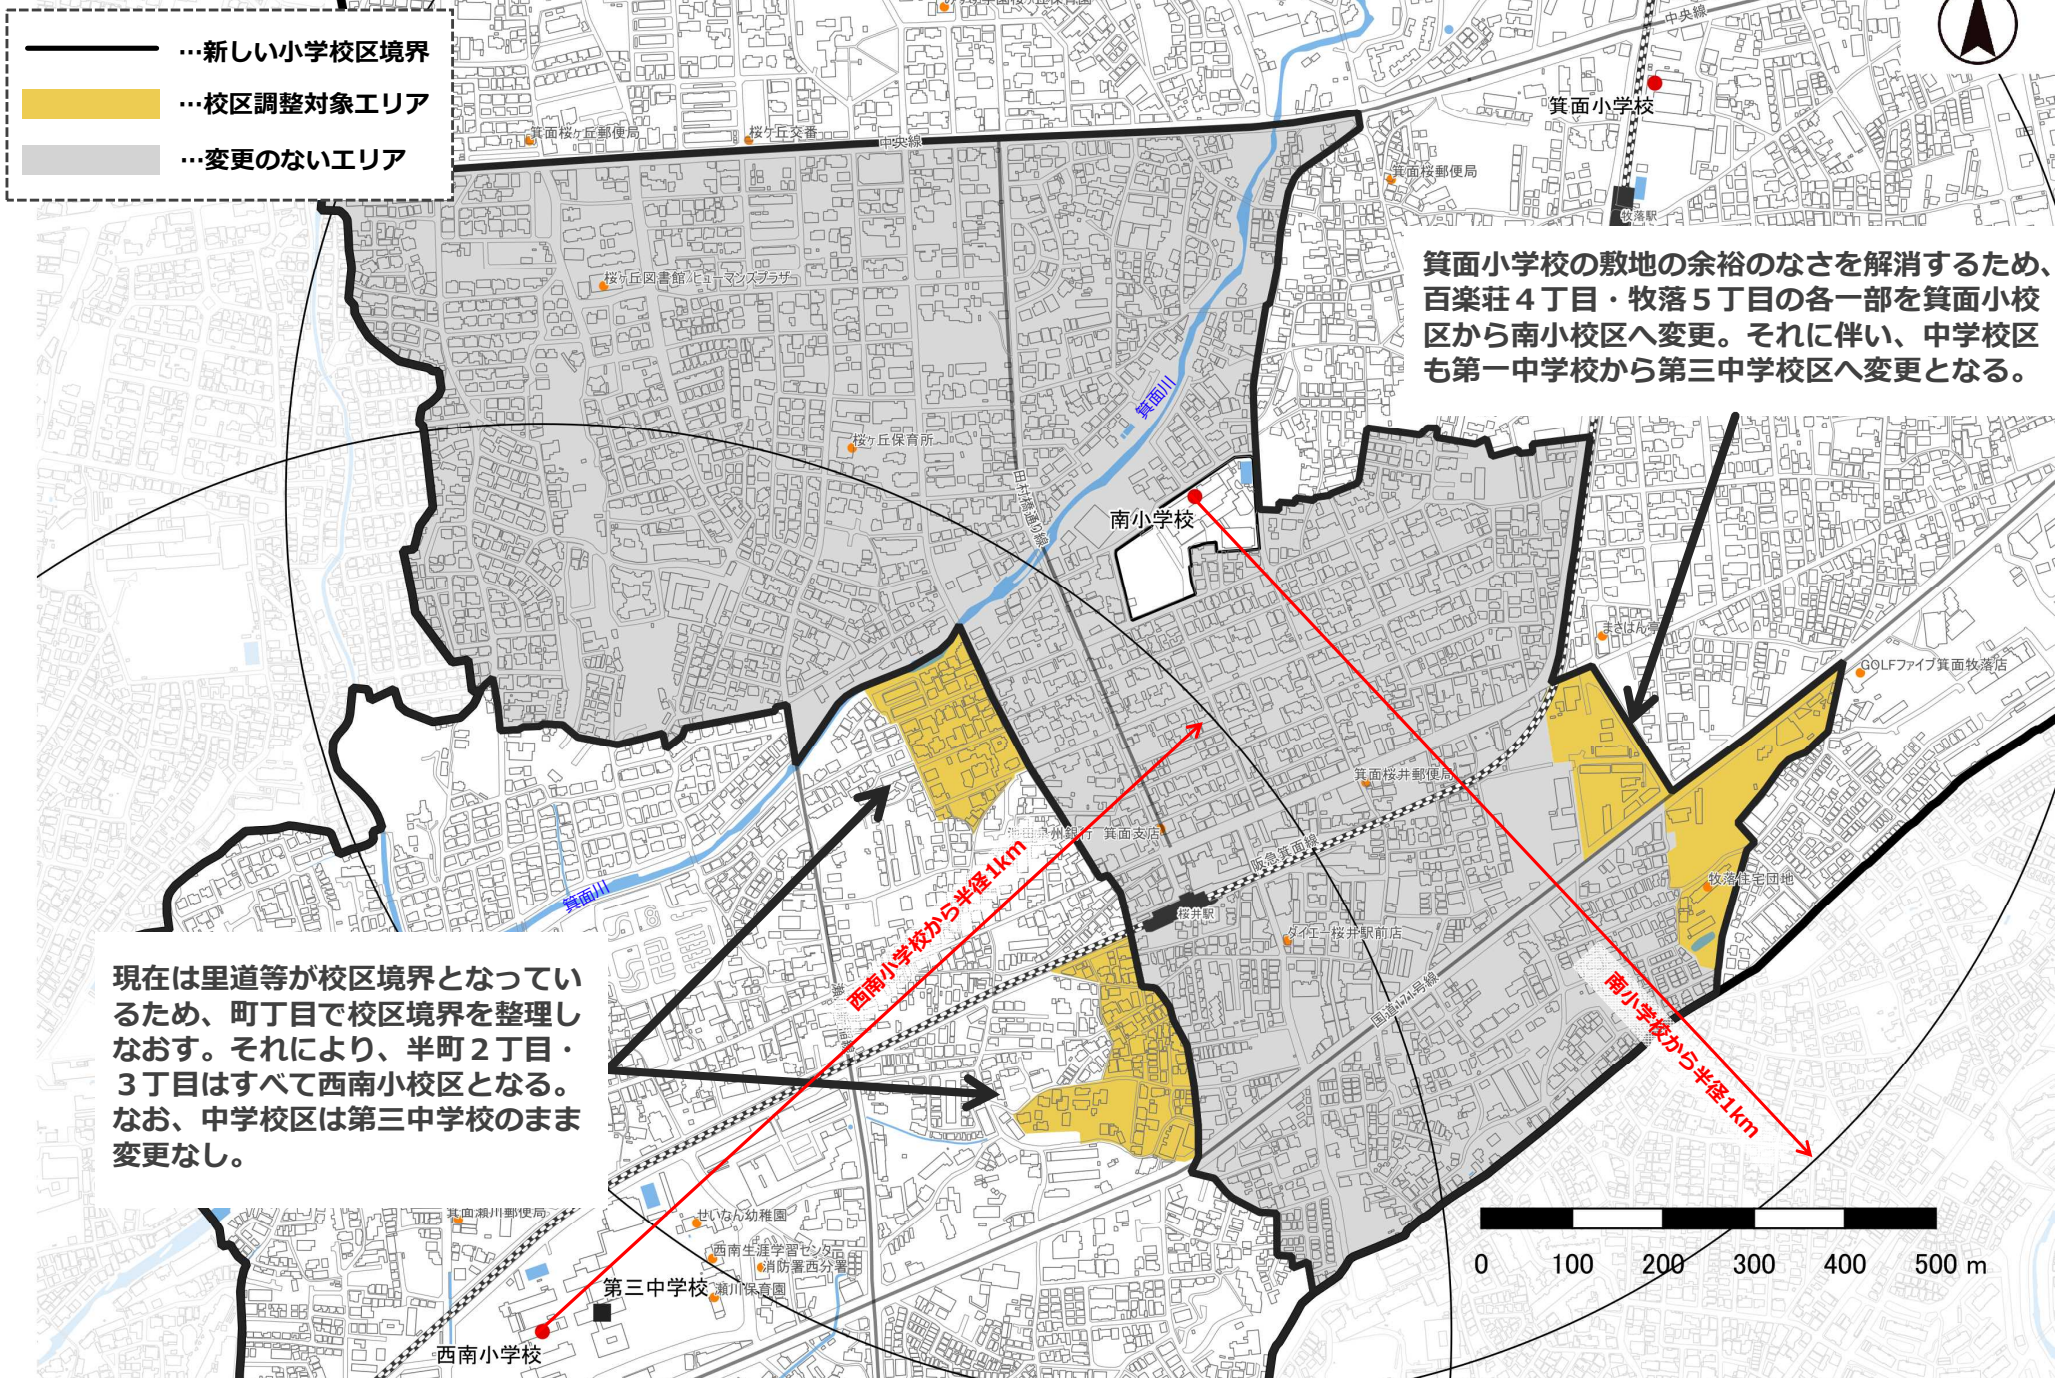 …新しい小学校区境界
…校区調整対象エリア
…変更のないエリア
中央線
箕面小学校
箕面桜ヶ丘郵便局
桜ケ丘交番
中央線
箕面桜郵便局
牧落駅
箕面小学校の敷地の余裕のなさを解消するため、
百楽荘４丁目・牧落５丁目の各一部を箕面小校
区から南小校区へ変更。それに伴い、中学校区
も第一中学校から第三中学校区へ変更となる。
桜ヶ丘図書館/ヒューマンズプラザ
箕面川
桜ヶ丘保育所
田村橋通り線
南小学校
まさはん亭
GOLFファイブ箕面牧落店
箕面桜井郵便局
池田泉州銀行 箕面支店
阪急箕面線
牧落住宅団地
箕面川
西南小学校から半径1km
桜井駅
ダイエー桜井駅前店
国道171号線
南小学校から半径1km
現在は里道等が校区境界となってい
るため、町丁目で校区境界を整理し
なおす。それにより、半町２丁目・
３丁目はすべて西南小校区となる。
なお、中学校区は第三中学校のまま
変更なし。
箕面瀬川郵便局
せいなん幼稚園
西南生涯学習センター
消防署西分署
第三中学校
瀬川保育園
西南小学校
0 100 200 300 400 500 m